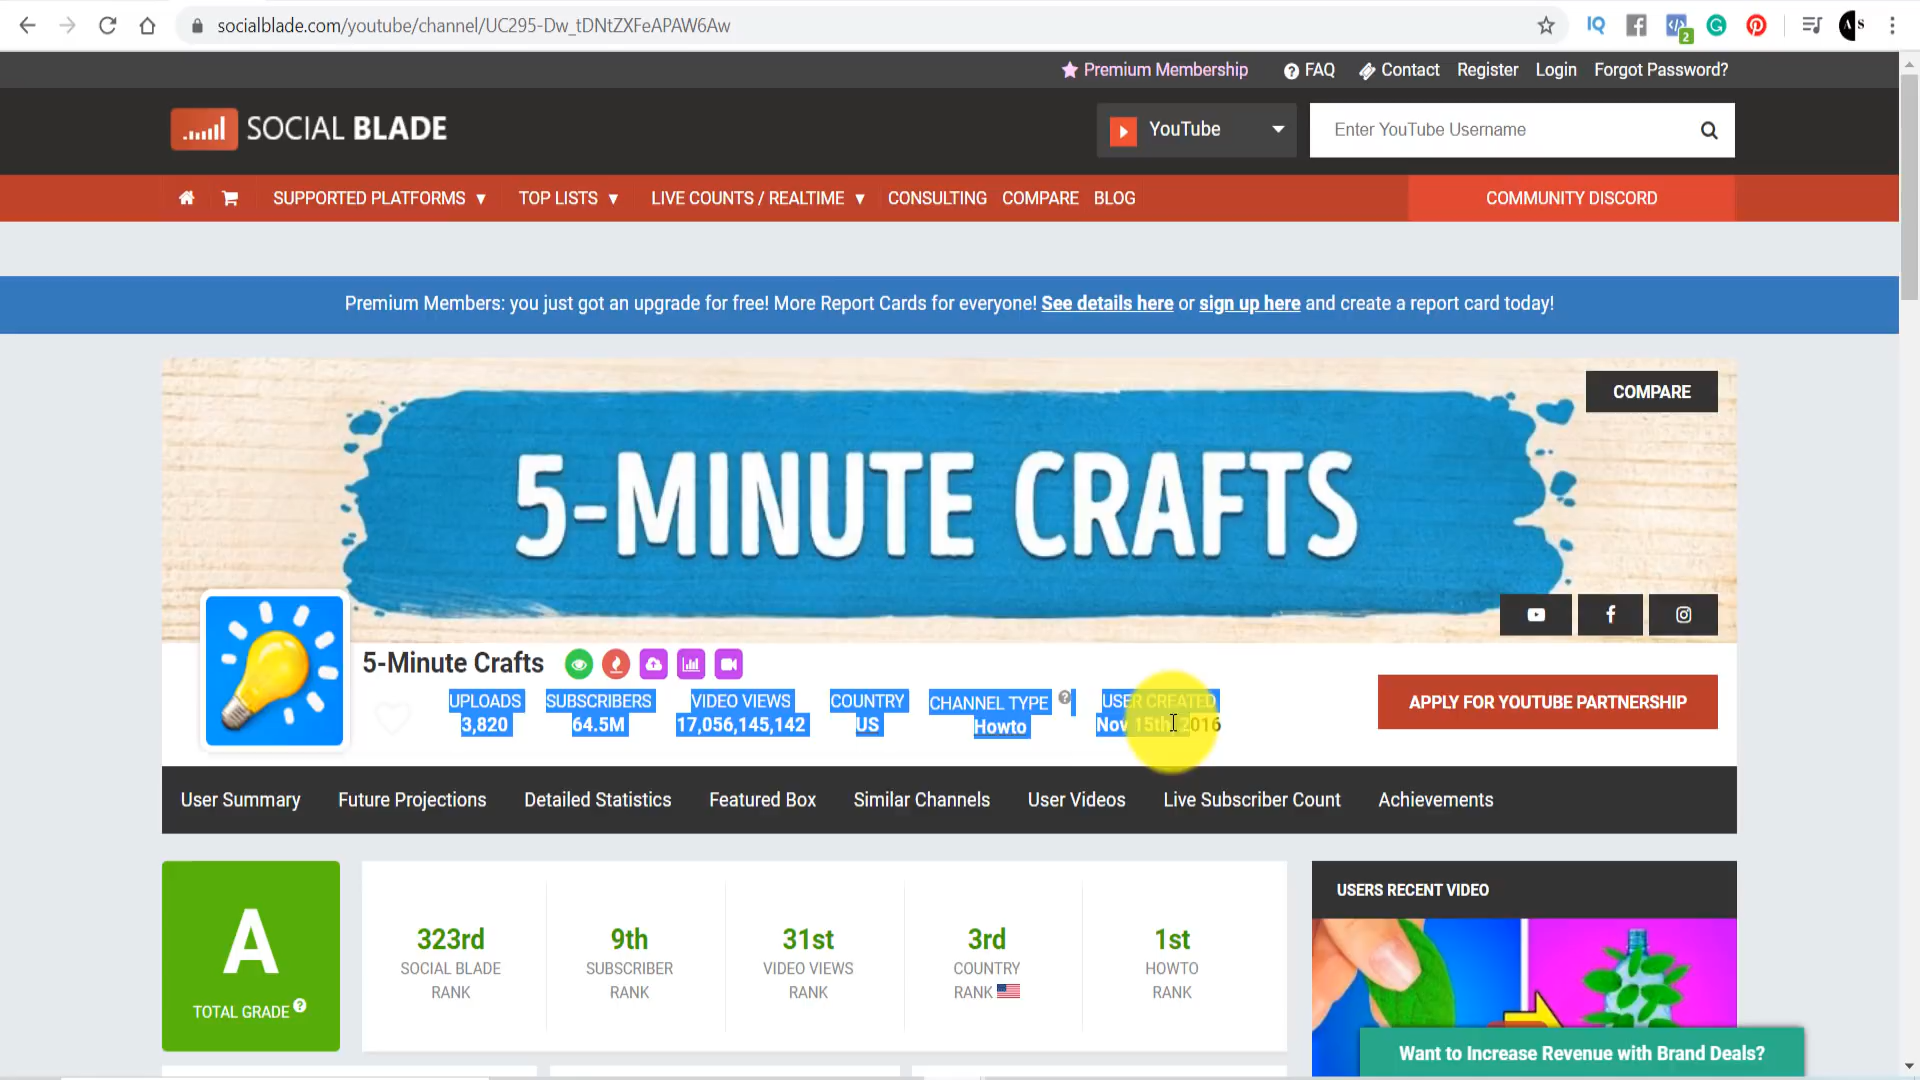 socialblade.com/youtube/channel/UC295-Dw_tDNtZXFeAPAW6Aw
IQ
2
A S
Premium Membership FAQ Contact Register Login Forgot Password?
SOCIAL BLADE
YouTube
Enter YouTube Username
SUPPORTED PLATFORMS TOP LISTS LIVE COUNTS / REALTIME CONSULTING COMPARE BLOG
COMMUNITY DISCORD
Premium Members: you just got an upgrade for free! More Report Cards for everyone! See details here or sign up here and create a report card today!
COMPARE
5-MINUTE CRAFTS
5-Minute Crafts
UPLOADS SUBSCRIBERS VIDEO VIEWS COUNTRY CHANNEL TYPE USER CREATED
3,820 64.5M 17,056,145,142 US Howto Nov 15th, 2016
APPLY FOR YOUTUBE PARTNERSHIP
User Summary Future Projections Detailed Statistics Featured Box Similar Channels User Videos Live Subscriber Count Achievements
A
TOTAL GRADE
323rd 9th 31st 3rd 1st
SOCIAL BLADE SUBSCRIBER VIDEO VIEWS COUNTRY HOWTO
RANK RANK RANK RANK RANK
USERS RECENT VIDEO
Want to Increase Revenue with Brand Deals?